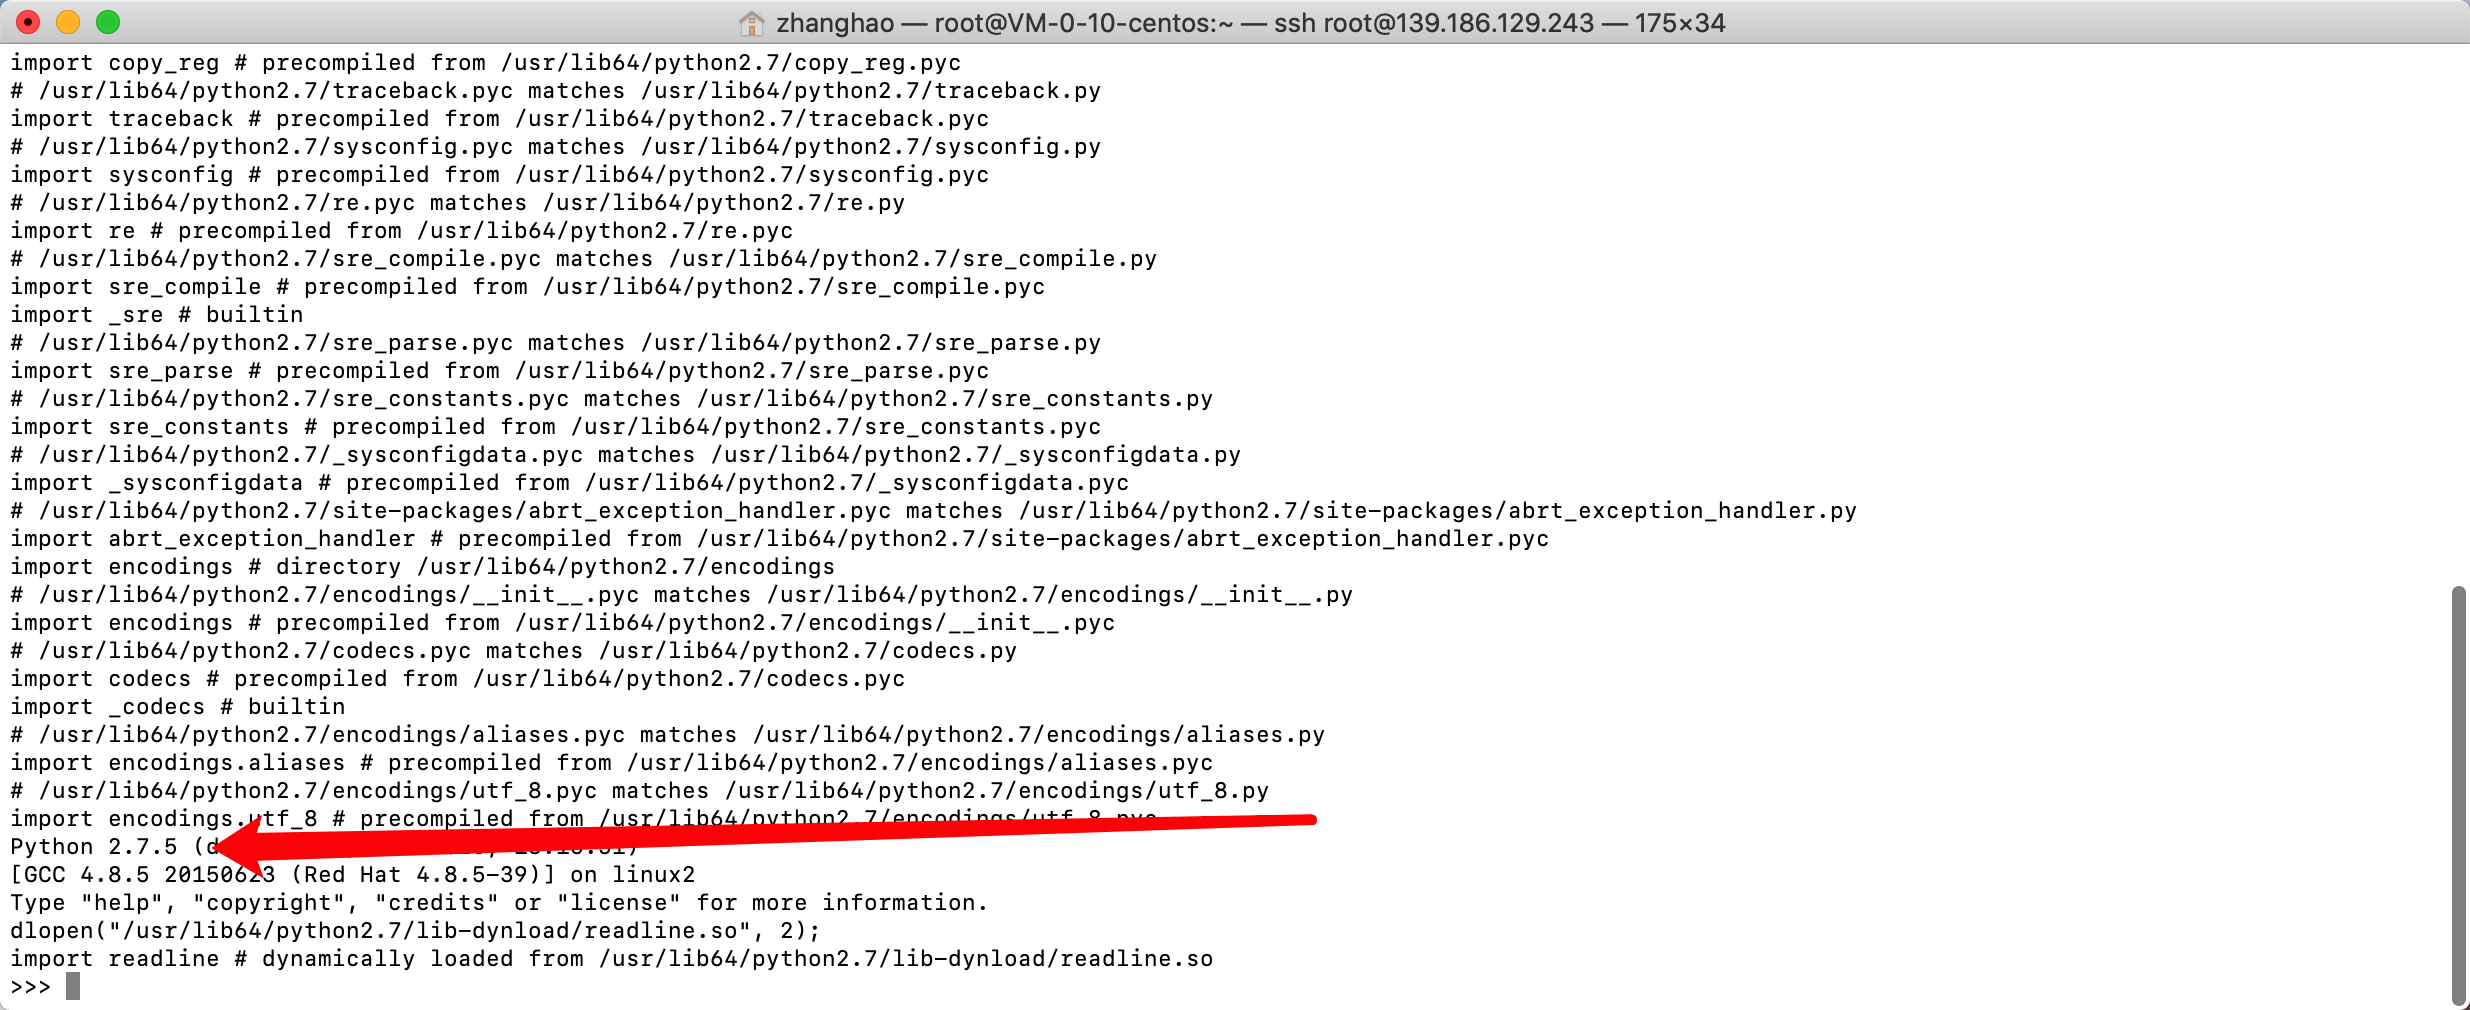 zhanghao — root@VM-0-10-centos:~ — ssh root@139.186.129.243 — 175×34
import copy_reg # precompiled from /usr/lib64/python2.7/copy_reg.pyc
# /usr/lib64/python2.7/traceback.pyc matches /usr/lib64/python2.7/traceback.py
import traceback # precompiled from /usr/lib64/python2.7/traceback.pyc
# /usr/lib64/python2.7/sysconfig.pyc matches /usr/lib64/python2.7/sysconfig.py
import sysconfig # precompiled from /usr/lib64/python2.7/sysconfig.pyc
# /usr/lib64/python2.7/re.pyc matches /usr/lib64/python2.7/re.py
import re # precompiled from /usr/lib64/python2.7/re.pyc
# /usr/lib64/python2.7/sre_compile.pyc matches /usr/lib64/python2.7/sre_compile.py
import sre_compile # precompiled from /usr/lib64/python2.7/sre_compile.pyc
import _sre # builtin
# /usr/lib64/python2.7/sre_parse.pyc matches /usr/lib64/python2.7/sre_parse.py
import sre_parse # precompiled from /usr/lib64/python2.7/sre_parse.pyc
# /usr/lib64/python2.7/sre_constants.pyc matches /usr/lib64/python2.7/sre_constants.py
import sre_constants # precompiled from /usr/lib64/python2.7/sre_constants.pyc
# /usr/lib64/python2.7/_sysconfigdata.pyc matches /usr/lib64/python2.7/_sysconfigdata.py
import _sysconfigdata # precompiled from /usr/lib64/python2.7/_sysconfigdata.pyc
# /usr/lib64/python2.7/site-packages/abrt_exception_handler.pyc matches /usr/lib64/python2.7/site-packages/abrt_exception_handler.py
import abrt_exception_handler # precompiled from /usr/lib64/python2.7/site-packages/abrt_exception_handler.pyc
import encodings # directory /usr/lib64/python2.7/encodings
# /usr/lib64/python2.7/encodings/__init__.pyc matches /usr/lib64/python2.7/encodings/__init__.py
import encodings # precompiled from /usr/lib64/python2.7/encodings/__init__.pyc
# /usr/lib64/python2.7/codecs.pyc matches /usr/lib64/python2.7/codecs.py
import codecs # precompiled from /usr/lib64/python2.7/codecs.pyc
import _codecs # builtin
# /usr/lib64/python2.7/encodings/aliases.pyc matches /usr/lib64/python2.7/encodings/aliases.py
import encodings.aliases # precompiled from /usr/lib64/python2.7/encodings/aliases.pyc
# /usr/lib64/python2.7/encodings/utf_8.pyc matches /usr/lib64/python2.7/encodings/utf_8.py
import encodings.utf_8 # precompiled from /usr/lib64/python2.7/encodings/utf_8.pyc
Python 2.7.5
[GCC 4.8.5 20150623 (Red Hat 4.8.5-39)] on linux2
Type "help", "copyright", "credits" or "license" for more information.
dlopen("/usr/lib64/python2.7/lib-dynload/readline.so", 2);
import readline # dynamically loaded from /usr/lib64/python2.7/lib-dynload/readline.so
>>>